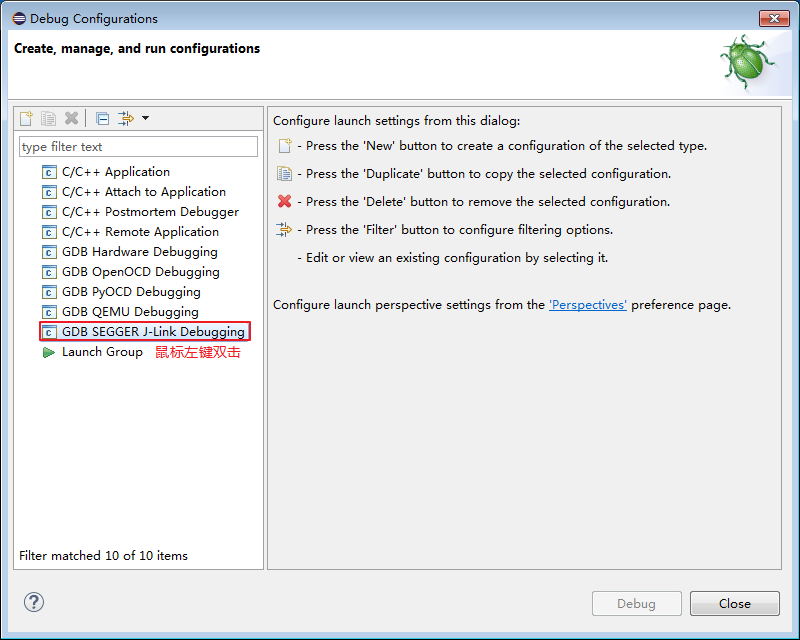 Debug Configurations
Create, manage, and run configurations
type filter text
C/C++ Application
C/C++ Attach to Application
C/C++ Postmortem Debugger
C/C++ Remote Application
GDB Hardware Debugging
GDB OpenOCD Debugging
GDB PyOCD Debugging
GDB QEMU Debugging
GDB SEGGER J-Link Debugging
Launch Group 鼠标左键双击
Filter matched 10 of 10 items
Configure launch settings from this dialog:
- Press the 'New' button to create a configuration of the selected type.
- Press the 'Duplicate' button to copy the selected configuration.
- Press the 'Delete' button to remove the selected configuration.
- Press the 'Filter' button to configure filtering options.
- Edit or view an existing configuration by selecting it.
Configure launch perspective settings from the 'Perspectives' preference page.
Debug
Close